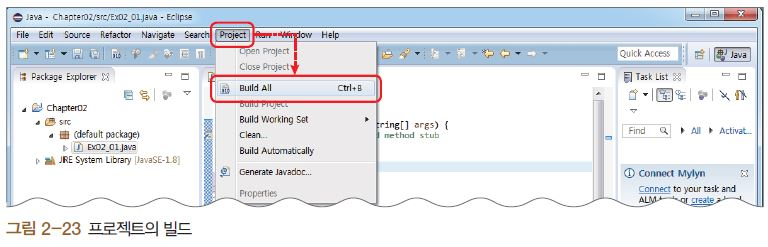 Java - Chapter02/src/Ex02_01.java - Eclipse
File Edit Source Refactor Navigate Search Project Run Window Help
Open Project
Close Project
Build All Ctrl+B
Build Project
Build Working Set
Clean...
Build Automatically
Generate Javadoc...
Properties
Quick Access
Java
Package Explorer
Chapter02
src
(default package)
Ex02_01.java
JRE System Library [JavaSE-1.8]
tring[] args) {
method stub
Task List
Find All Activat...
Connect Mylyn
Connect to your task and
ALM tools or create a
그림 2-23 프로젝트의 빌드